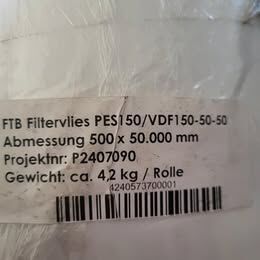 FTB Filtervlies PES150/VDF150-50-50
Abmessung 500 x 50.000 mm
Projektnr: P2407090
Gewicht: ca. 4,2 kg / Rolle
4240573700001